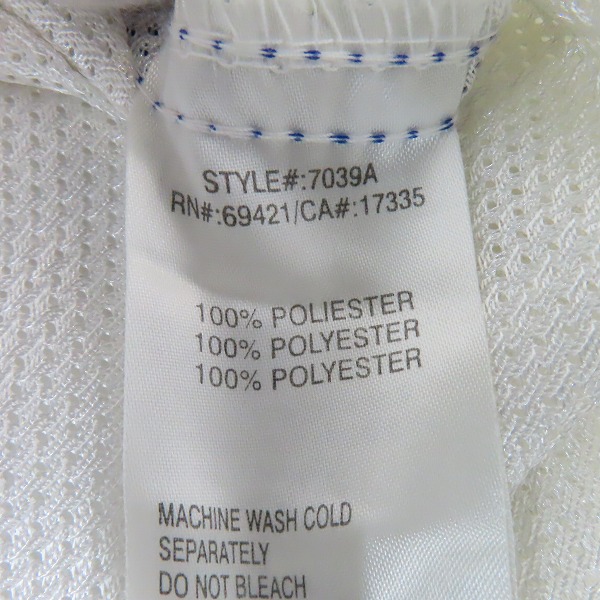 STYLE#:7039A
RN#:69421/CA#:17335
100% POLIESTER
100% POLYESTER
100% POLYESTER
MACHINE WASH COLD
SEPARATELY
DO NOT BLEACH